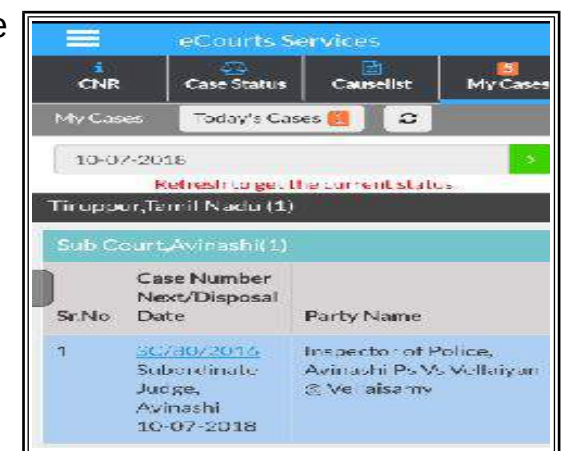 e
eCourts Services
CNR Case Status Causelist 5 My Cases
My Cases Today's Cases 1
10-07-2018 >
Refresh to get the current status
Tiruppur,Tamil Nadu (1)
Sub Court,Avinashi(1)
Case Number
Next/Disposal
Sr.No Date Party Name
1 SC/80/2016 Inspector of Police,
Subordinate Avinashi Ps Vs Vellaiyan
Judge, @ Vellaisamy
Avinashi
10-07-2018